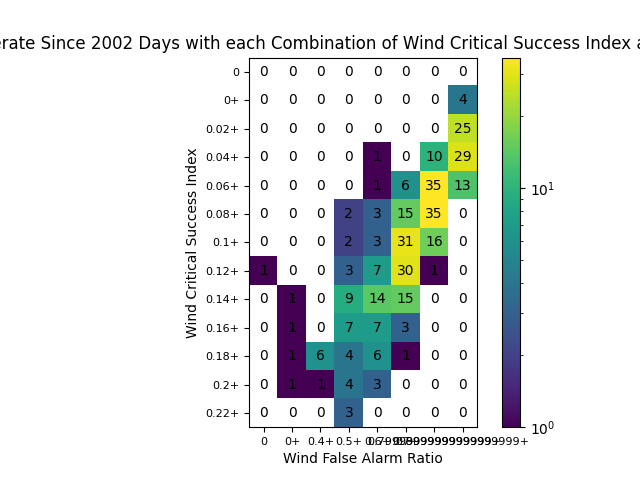 erate Since 2002 Days with each Combination of Wind Critical Success Index
Wind Critical Success Index
0 0 0 0 0 0 0 0 0
0+ 0 0 0 0 0 0 0 4
0.02+ 0 0 0 0 0 0 0 25
0.04+ 0 0 0 0 1 0 10 29
0.06+ 0 0 0 0 1 6 35 13
0.08+ 0 0 0 2 3 15 35 0
0.1+ 0 0 0 2 3 31 16 0
0.12+ 1 0 0 3 7 30 1 0
0.14+ 0 1 0 9 14 15 0 0
0.16+ 0 1 0 7 7 3 0 0
0.18+ 0 1 6 4 6 1 0 0
0.2+ 0 1 1 4 3 0 0 0
0.22+ 0 0 0 3 0 0 0 0
0 0+ 0.4+ 0.5+
Wind False Alarm Ratio
10¹
10⁰